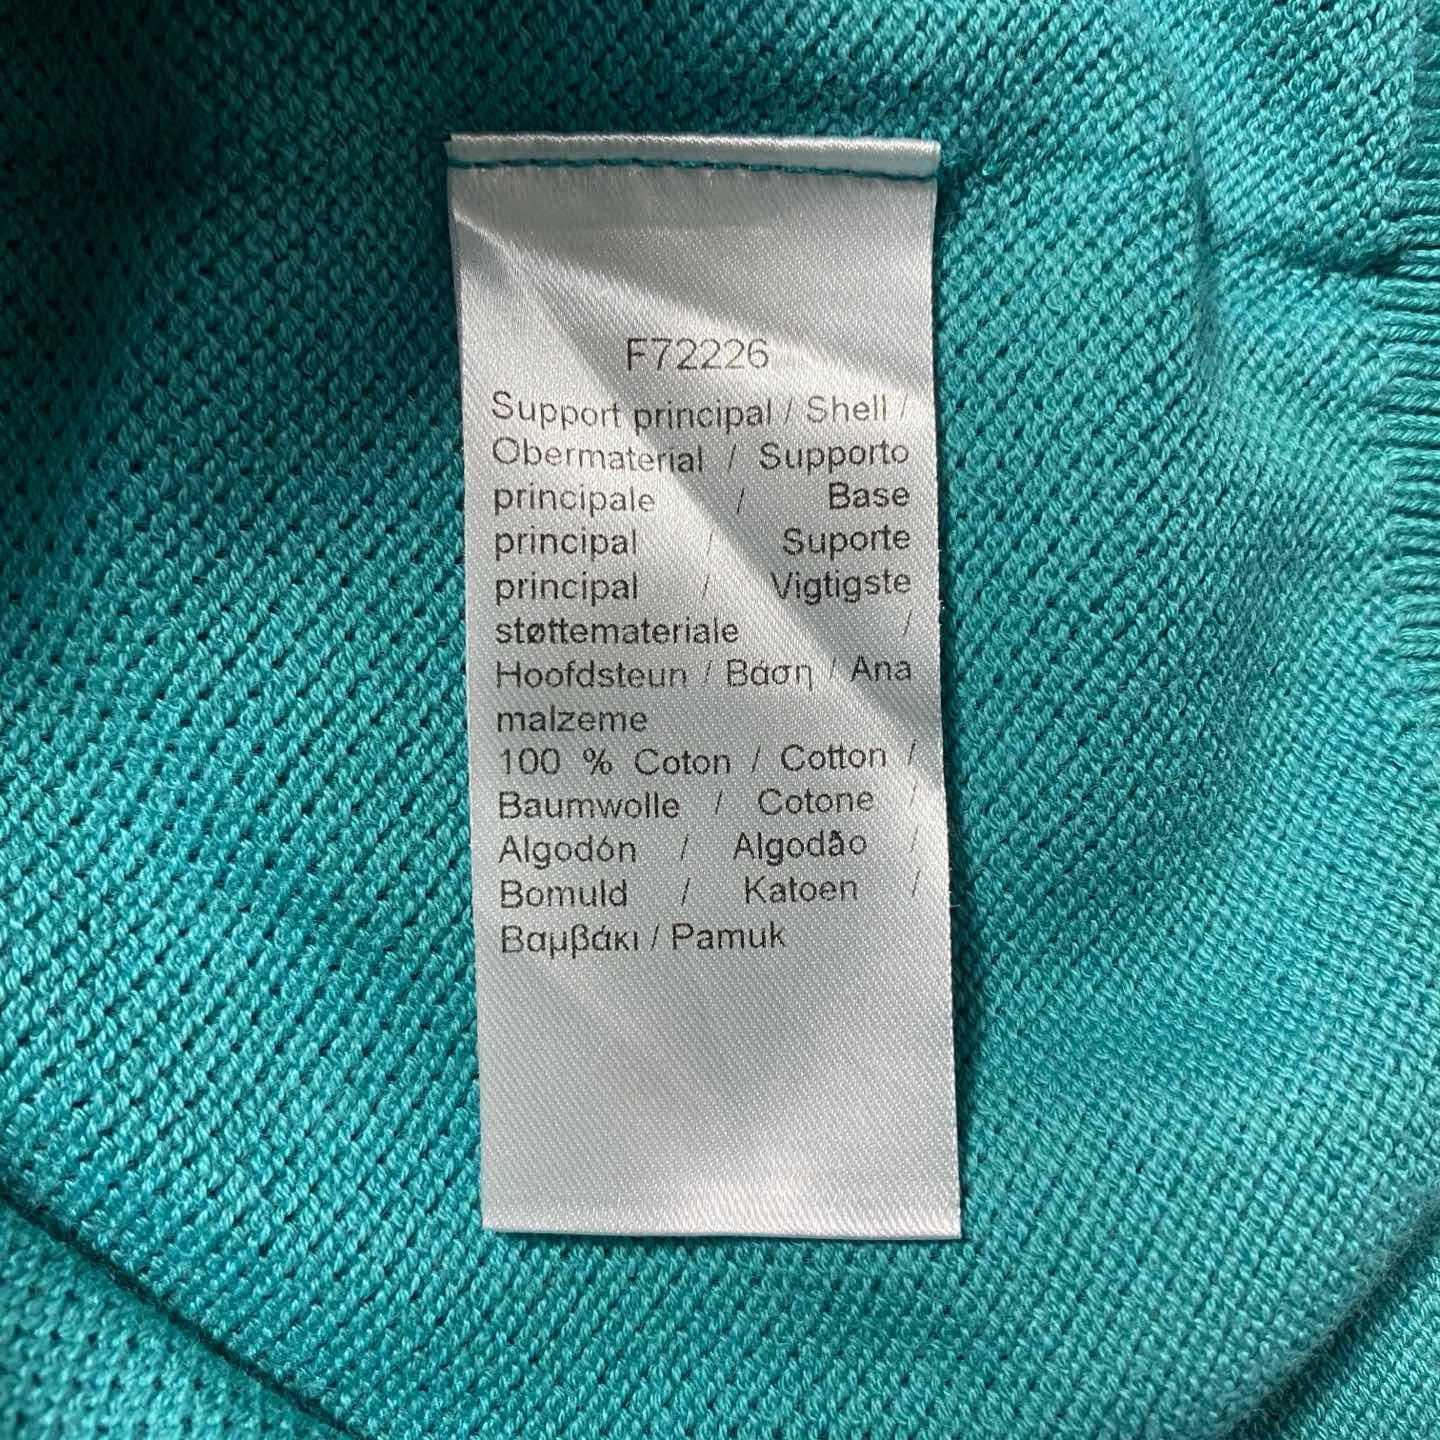 F72226
Support principal / Shell /
Obermaterial / Supporto
principale / Base
principal / Suporte
principal / Vigtigste
støttemateriale /
Hoofdsteun / Βάση / Ana
malzeme
100 % Coton / Cotton /
Baumwolle / Cotone /
Algodón / Algodão /
Bomuld / Katoen /
Βαμβάκι / Pamuk